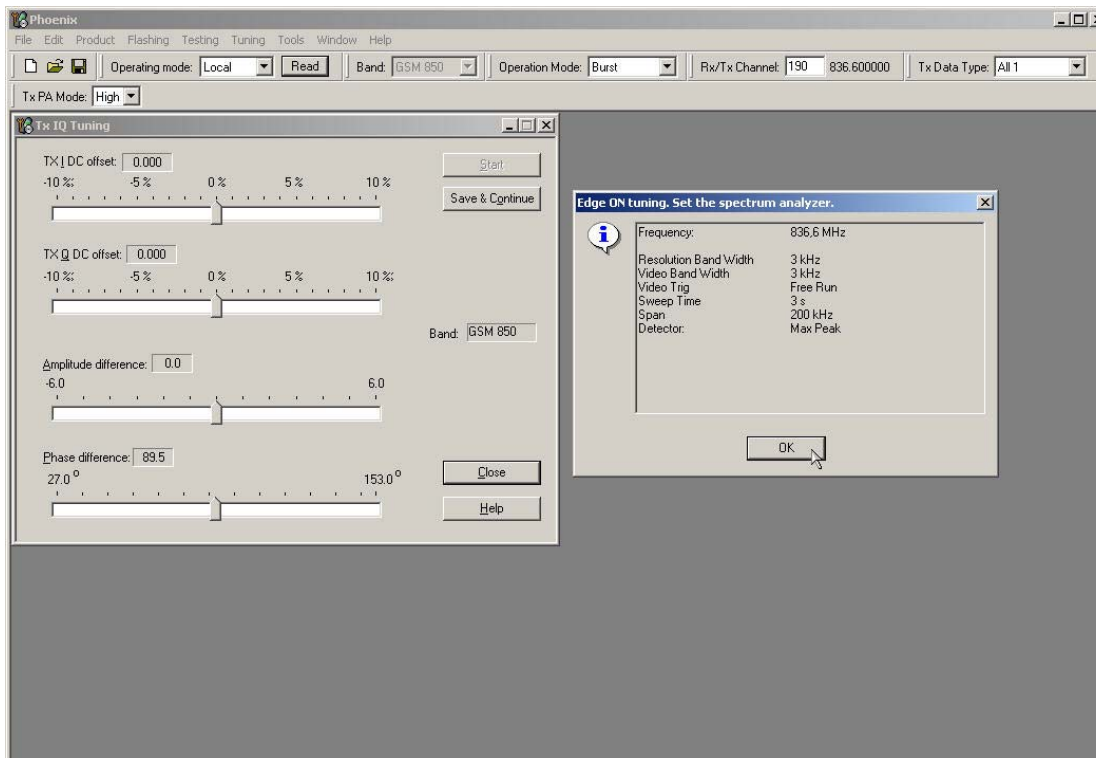 Phoenix
File Edit Product Flashing Testing Tuning Tools Window Help
Operating mode: Local Read Band: GSM 850 Operation Mode: Burst Rx/Tx Channel: 190 836.600000 Tx Data Type: All 1
Tx PA Mode: High
Tx IQ Tuning
TX I DC offset: 0.000
-10 %: -5 % 0 % 5 % 10 %
Start
Save & Continue
TX Q DC offset: 0.000
-10 %: -5 % 0 % 5 % 10 %:
Band: GSM 850
Amplitude difference: 0.0
-6.0 6.0
Phase difference: 89.5
27.0 º 153.0 º
Close
Help
Edge ON tuning. Set the spectrum analyzer.
Frequency: 836,6 MHz
Resolution Band Width 3 kHz
Video Band Width 3 kHz
Video Trig Free Run
Sweep Time 3 s
Span 200 kHz
Detector: Max Peak
OK